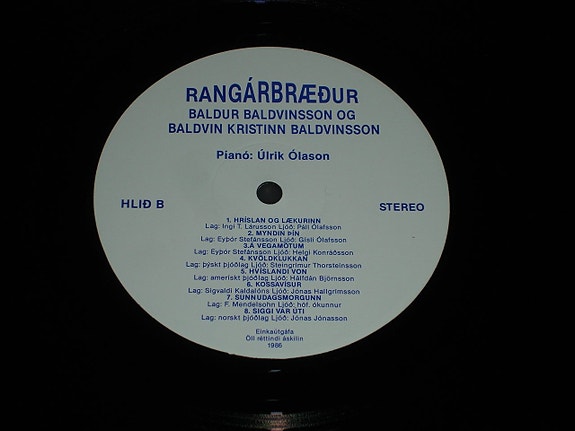 RANGÁRBRÆÐUR
BALDUR BALDVINSSON OG
BALDVIN KRISTINN BALDVINSSON
Pianó: Úlrik Ólason
HLIÐ B
STEREO
1. HRÍSLAN OG LÆKURINN
Lag: Ingi T. Lárusson Ljóð: Páll Ólafsson
2. MYNDIN ÞÍN
Lag: Eyþór Stefánsson Ljóð: Gísli Ólafsson
3.Á VEGAMÓTUM
Lag: Eyþór Stefánsson Ljóð: Helgi Konráðsson
4. KVÖLDKLUKKAN
Lag: þýskt þjóðlag Ljóð: Steingrímur Thorsteinsson
5. HVÍSLANDI VON
Lag: amerískt þjóðlag Ljóð: Hálfdán Björnsson
6. KOSSAVÍSUR
Lag: Sigvaldi Kaldalóns Ljóð: Jónas Hallgrímsson
7. SUNNUDAGSMORGUNN
Lag: F. Mendelsohn Ljóð: höf. ókunnur
8. SIGGI VAR ÚTI
Lag: norskt þjóðlag Ljóð: Jónas Jónasson
Einkaútgáfa
Öll réttindi áskilin
1986